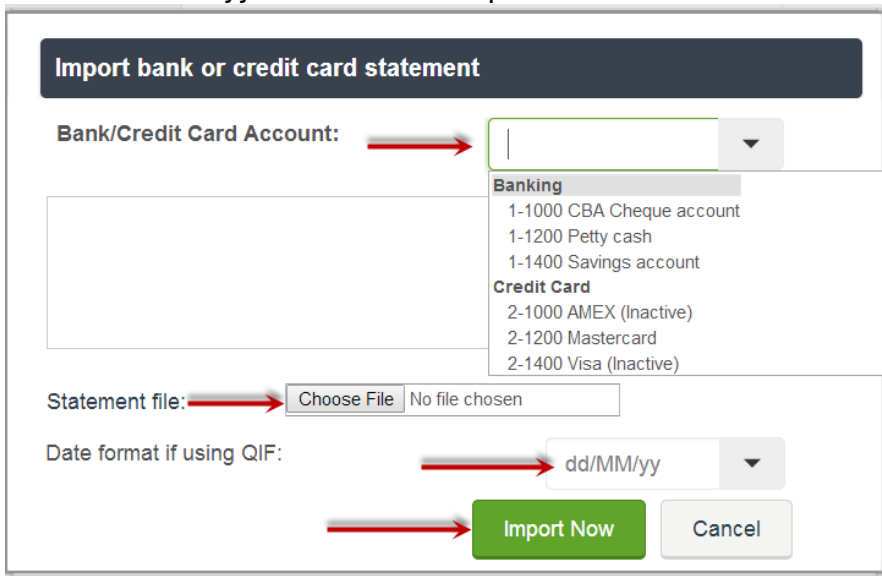 Import bank or credit card statement
Bank/Credit Card Account:
Banking
1-1000 CBA Cheque account
1-1200 Petty cash
1-1400 Savings account
Credit Card
2-1000 AMEX (Inactive)
2-1200 Mastercard
2-1400 Visa (Inactive)
Statement file: Choose File No file chosen
Date format if using QIF: dd/MM/yy
Import Now Cancel